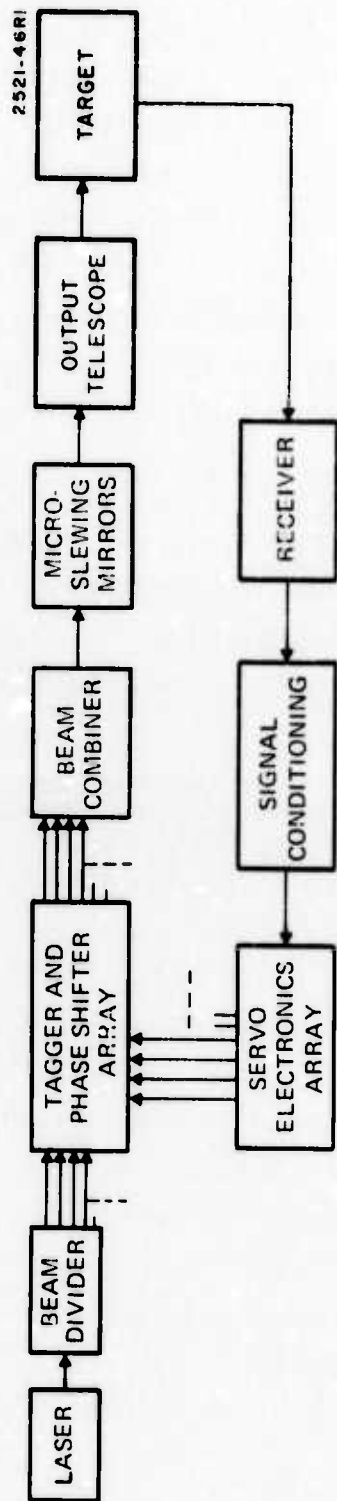 2521-46R1
LASER
BEAM
DIVIDER
TAGGER AND
PHASE SHIFTER
ARRAY
BEAM
COMBINER
MICRO-
SLEWING
MIRRORS
OUTPUT
TELESCOPE
TARGET
SERVO
ELECTRONICS
ARRAY
SIGNAL
CONDITIONING
RECEIVER